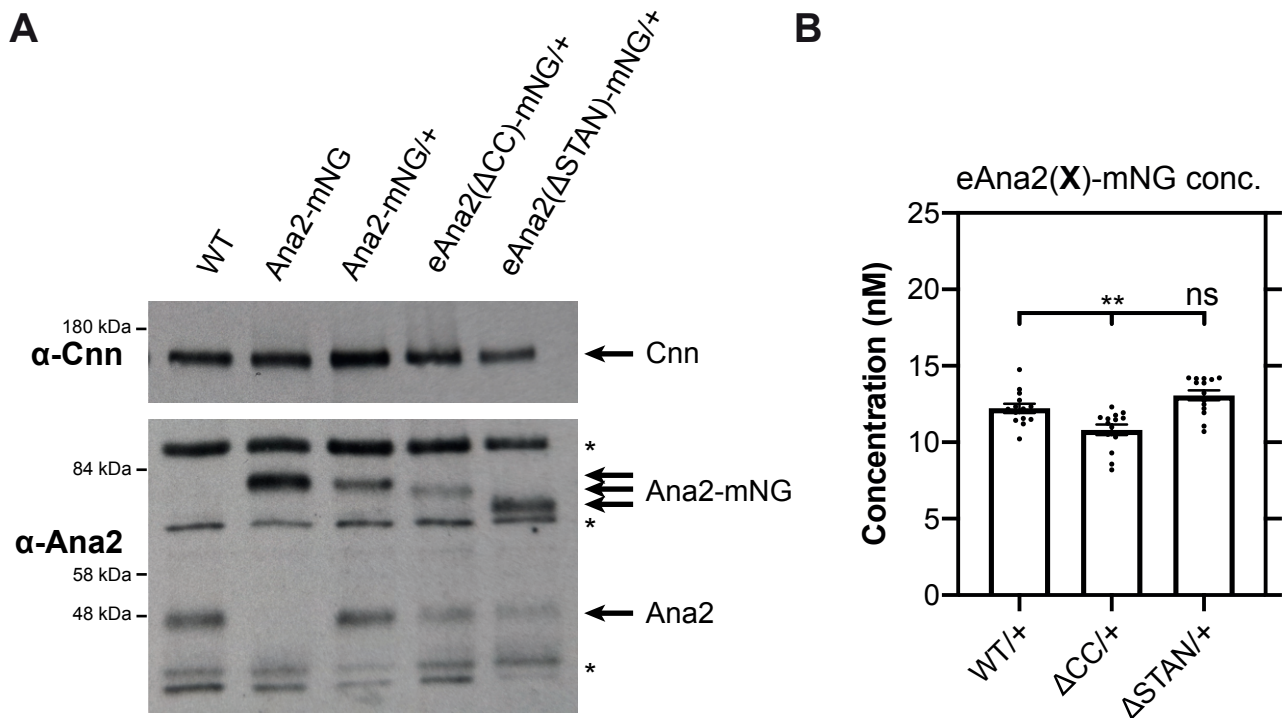 A
WT
Ana2-mNG
Ana2-mNG/+
eAna2(ΔCC)-mNG/+
eAna2(ΔSTAN)-mNG/+
180 kDa
α-Cnn
Cnn
*
84 kDa
Ana2-mNG
*
α-Ana2
58 kDa
48 kDa
Ana2
*
B
eAna2(X)-mNG conc.
25
20
15
10
5
0
Concentration (nM)
**
ns
WT/+
ΔCC/+
ΔSTAN/+